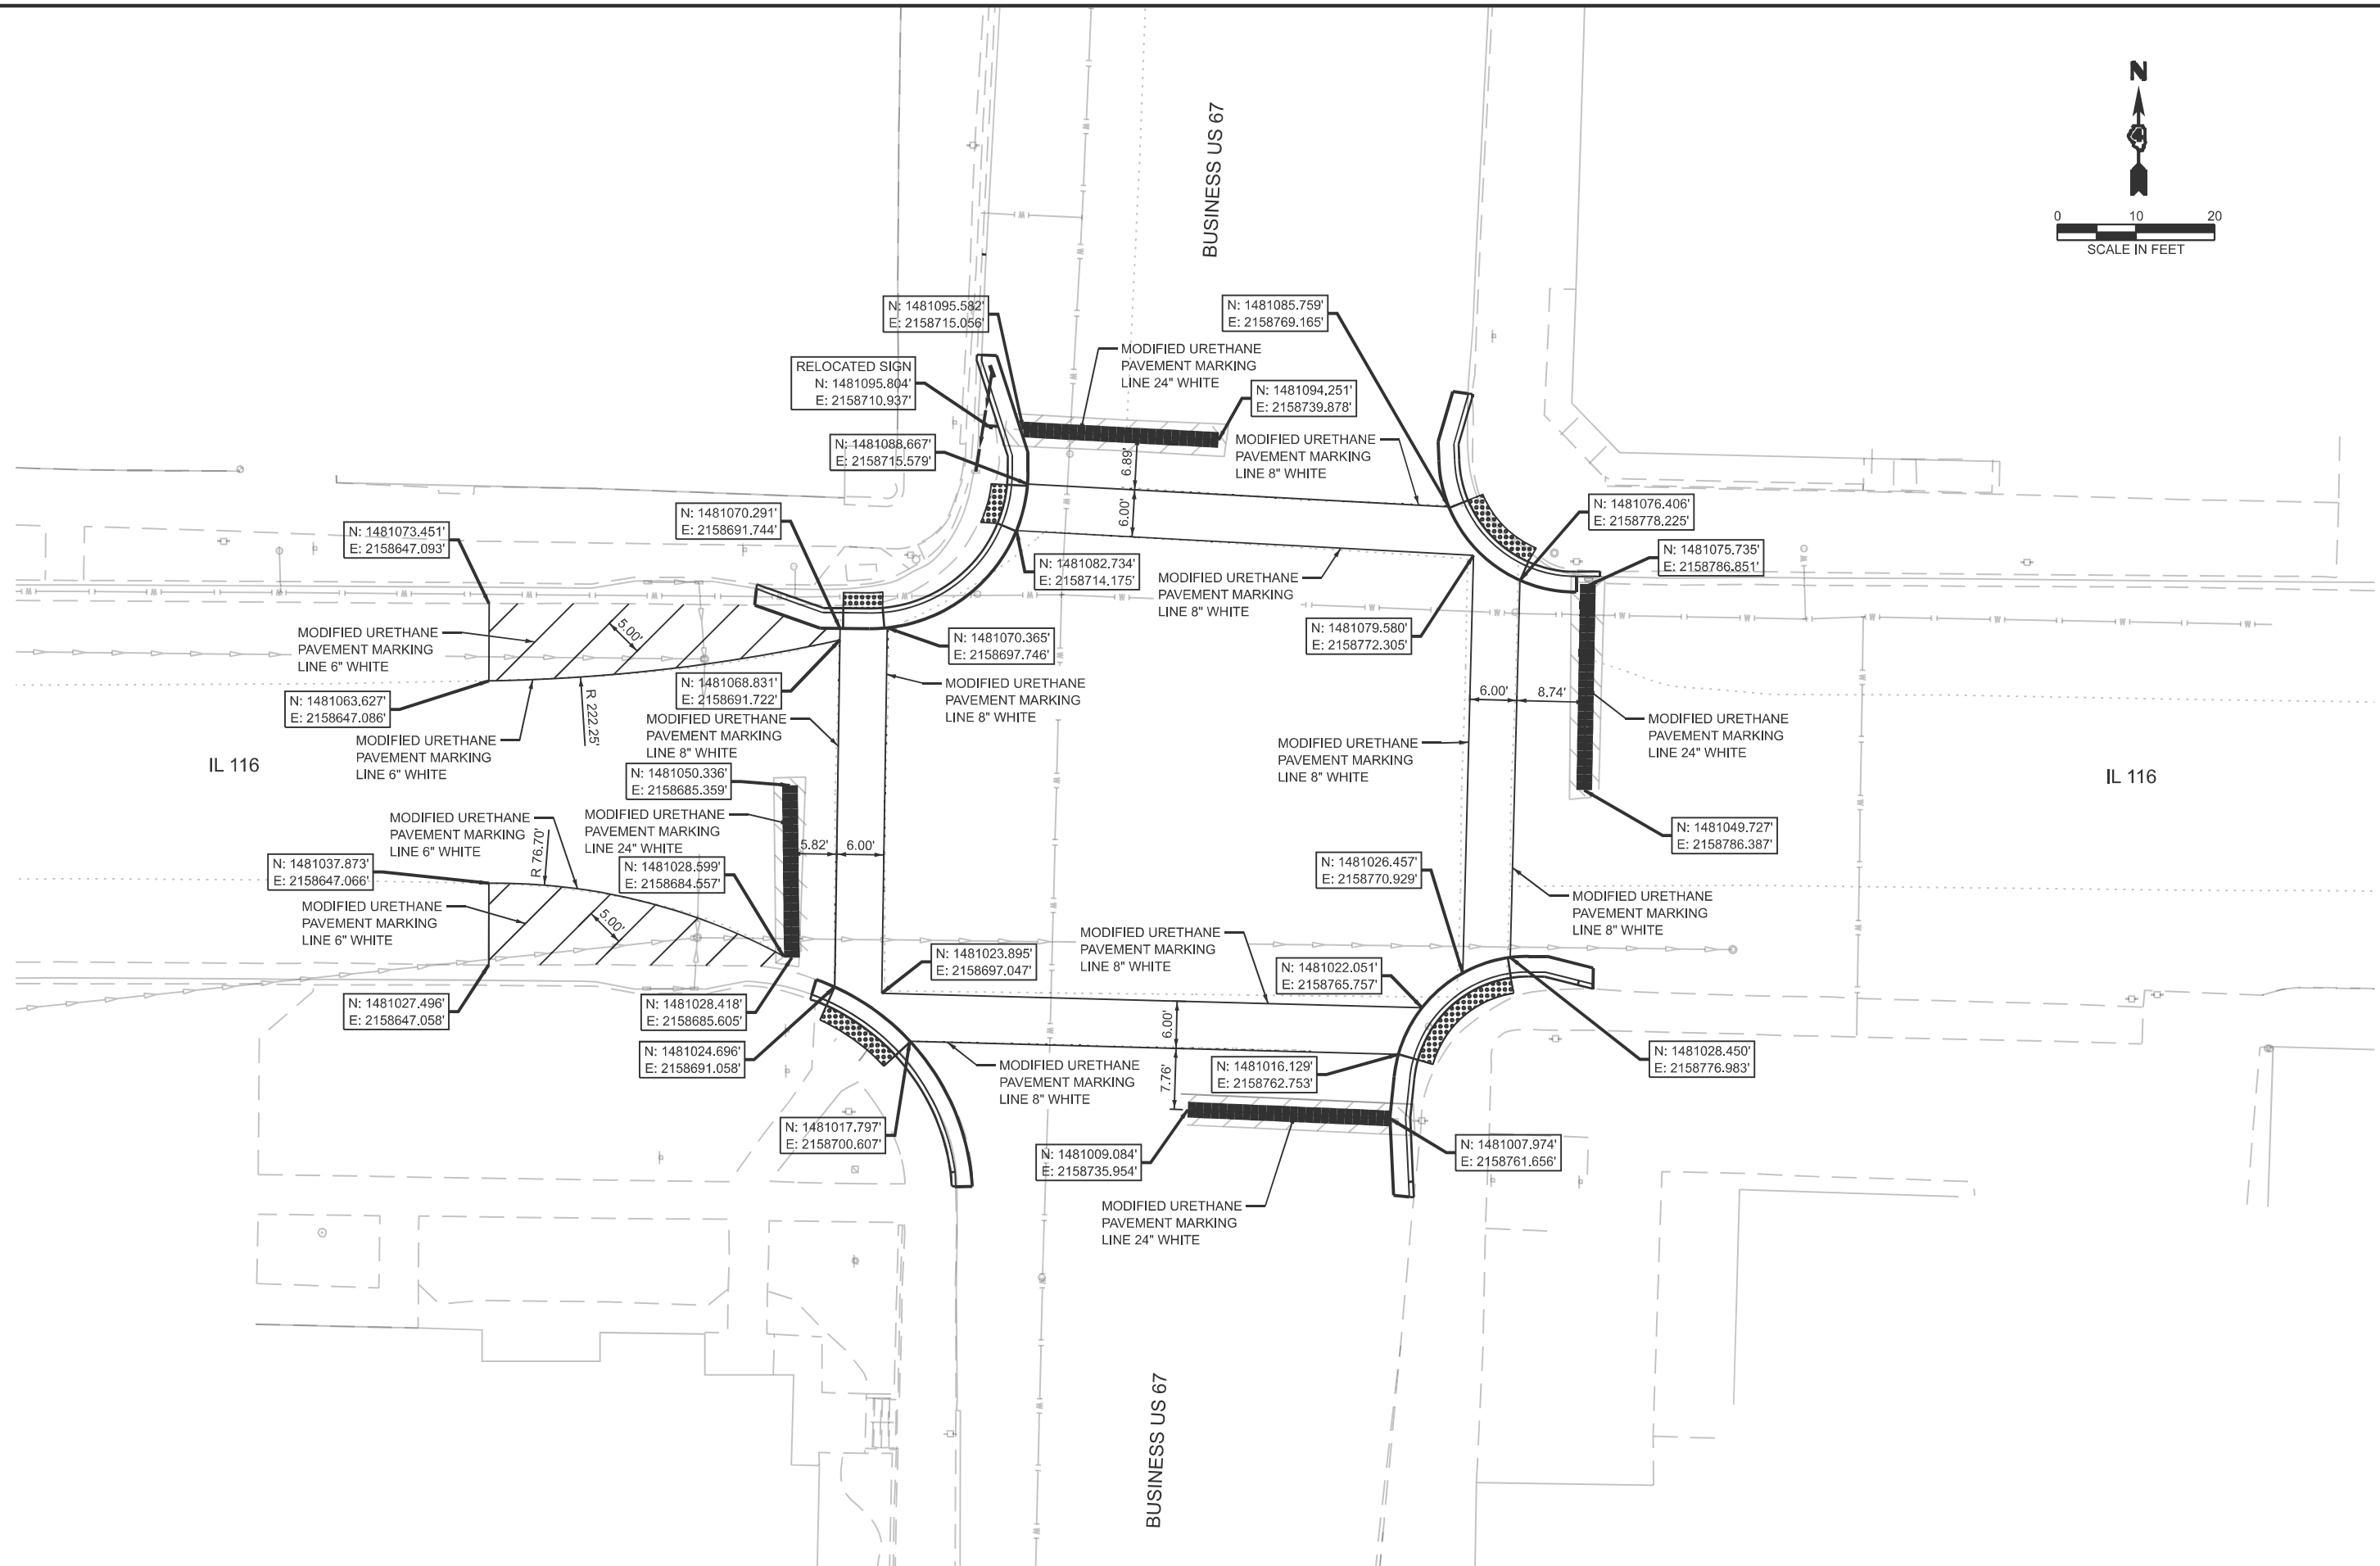 N
0 10 20
SCALE IN FEET
BUSINESS US 67
N: 1481095.582'
E: 2158715.056'
N: 1481085.759'
E: 2158769.165'
MODIFIED URETHANE
PAVEMENT MARKING
LINE 24" WHITE
RELOCATED SIGN
N: 1481095.804'
E: 2158710.937'
N: 1481094.251'
E: 2158739.878'
N: 1481088.667'
E: 2158715.579'
MODIFIED URETHANE
PAVEMENT MARKING
LINE 8" WHITE
6.89'
6.00'
N: 1481076.406'
E: 2158778.225'
N: 1481070.291'
E: 2158691.744'
N: 1481073.451'
E: 2158647.093'
N: 1481075.735'
E: 2158786.851'
N: 1481082.734'
E: 2158714.175'
MODIFIED URETHANE
PAVEMENT MARKING
LINE 8" WHITE
MODIFIED URETHANE
PAVEMENT MARKING
LINE 6" WHITE
5.00'
N: 1481070.365'
E: 2158697.746'
N: 1481079.580'
E: 2158772.305'
N: 1481063.627'
E: 2158647.086'
R 222.25'
N: 1481068.831'
E: 2158691.722'
MODIFIED URETHANE
PAVEMENT MARKING
LINE 8" WHITE
6.00'
8.74'
MODIFIED URETHANE
PAVEMENT MARKING
LINE 8" WHITE
MODIFIED URETHANE
PAVEMENT MARKING
LINE 24" WHITE
MODIFIED URETHANE
PAVEMENT MARKING
LINE 6" WHITE
MODIFIED URETHANE
PAVEMENT MARKING
LINE 8" WHITE
IL 116
IL 116
N: 1481050.336'
E: 2158685.359'
MODIFIED URETHANE
PAVEMENT MARKING
LINE 6" WHITE
R 76.70'
MODIFIED URETHANE
PAVEMENT MARKING
LINE 24" WHITE
5.82'
6.00'
N: 1481049.727'
E: 2158786.387'
N: 1481037.873'
E: 2158647.066'
N: 1481028.599'
E: 2158684.557'
N: 1481026.457'
E: 2158770.929'
MODIFIED URETHANE
PAVEMENT MARKING
LINE 6" WHITE
5.00'
MODIFIED URETHANE
PAVEMENT MARKING
LINE 8" WHITE
MODIFIED URETHANE
PAVEMENT MARKING
LINE 8" WHITE
N: 1481023.895'
E: 2158697.047'
N: 1481022.051'
E: 2158765.757'
N: 1481027.496'
E: 2158647.058'
N: 1481028.418'
E: 2158685.605'
6.00'
7.76'
N: 1481024.696'
E: 2158691.058'
MODIFIED URETHANE
PAVEMENT MARKING
LINE 8" WHITE
N: 1481016.129'
E: 2158762.753'
N: 1481028.450'
E: 2158776.983'
N: 1481017.797'
E: 2158700.607'
N: 1481009.084'
E: 2158735.954'
N: 1481007.974'
E: 2158761.656'
MODIFIED URETHANE
PAVEMENT MARKING
LINE 24" WHITE
BUSINESS US 67